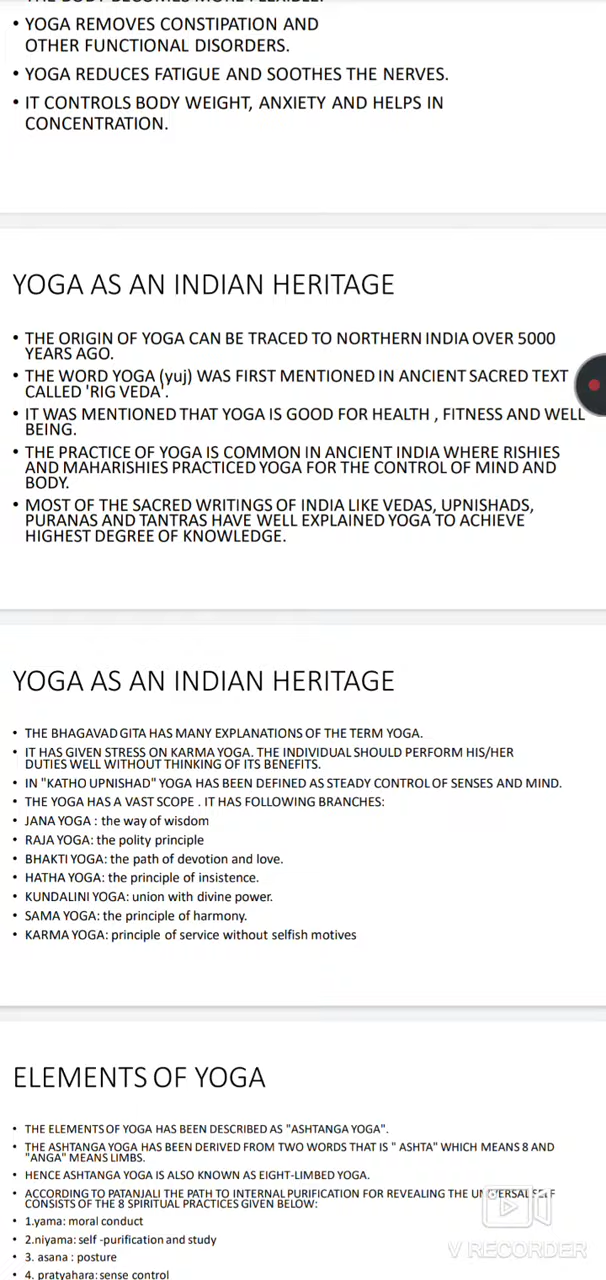 • YOGA REMOVES CONSTIPATION AND
OTHER FUNCTIONAL DISORDERS.
• YOGA REDUCES FATIGUE AND SOOTHES THE NERVES.
• IT CONTROLS BODY WEIGHT, ANXIETY AND HELPS IN
CONCENTRATION.
YOGA AS AN INDIAN HERITAGE
• THE ORIGIN OF YOGA CAN BE TRACED TO NORTHERN INDIA OVER 5000
YEARS AGO.
• THE WORD YOGA (yuj) WAS FIRST MENTIONED IN ANCIENT SACRED TEXT
CALLED 'RIG VEDA'.
• IT WAS MENTIONED THAT YOGA IS GOOD FOR HEALTH , FITNESS AND WELL
BEING.
• THE PRACTICE OF YOGA IS COMMON IN ANCIENT INDIA WHERE RISHIES
AND MAHARISHIES PRACTICED YOGA FOR THE CONTROL OF MIND AND
BODY.
• MOST OF THE SACRED WRITINGS OF INDIA LIKE VEDAS, UPNISHADS,
PURANAS AND TANTRAS HAVE WELL EXPLAINED YOGA TO ACHIEVE
HIGHEST DEGREE OF KNOWLEDGE.
YOGA AS AN INDIAN HERITAGE
• THE BHAGAVAD GITA HAS MANY EXPLANATIONS OF THE TERM YOGA.
• IT HAS GIVEN STRESS ON KARMA YOGA. THE INDIVIDUAL SHOULD PERFORM HIS/HER
DUTIES WELL WITHOUT THINKING OF ITS BENEFITS.
• IN "KATHO UPNISHAD" YOGA HAS BEEN DEFINED AS STEADY CONTROL OF SENSES AND MIND.
• THE YOGA HAS A VAST SCOPE . IT HAS FOLLOWING BRANCHES:
• JANA YOGA : the way of wisdom
• RAJA YOGA: the polity principle
• BHAKTI YOGA: the path of devotion and love.
• HATHA YOGA: the principle of insistence.
• KUNDALINI YOGA: union with divine power.
• SAMA YOGA: the principle of harmony.
• KARMA YOGA: principle of service without selfish motives
ELEMENTS OF YOGA
• THE ELEMENTS OF YOGA HAS BEEN DESCRIBED AS "ASHTANGA YOGA".
• THE ASHTANGA YOGA HAS BEEN DERIVED FROM TWO WORDS THAT IS " ASHTA" WHICH MEANS 8 AND
"ANGA" MEANS LIMBS.
• HENCE ASHTANGA YOGA IS ALSO KNOWN AS EIGHT-LIMBED YOGA.
• ACCORDING TO PATANJALI THE PATH TO INTERNAL PURIFICATION FOR REVEALING THE UNIVERSAL SELF
CONSISTS OF THE 8 SPIRITUAL PRACTICES GIVEN BELOW:
• 1.yama: moral conduct
• 2.niyama: self -purification and study
• 3. asana : posture
• 4. pratyahara: sense control
V RECORDER